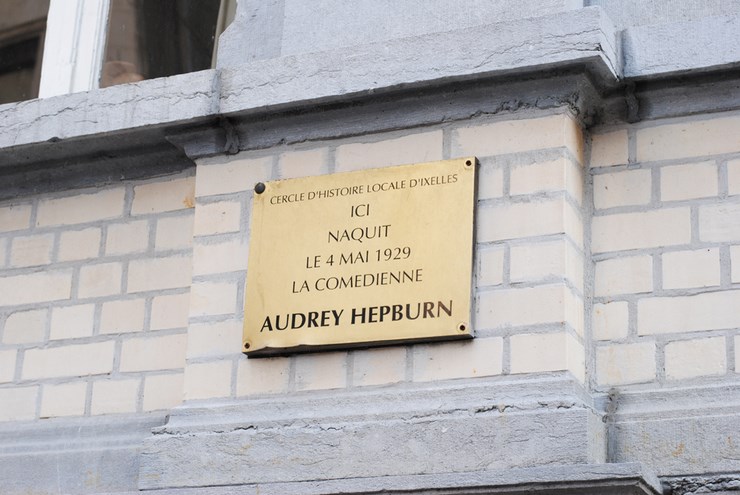 CERCLE D'HISTOIRE LOCALE D'IXELLES
ICI
NAQUIT
LE 4 MAI 1929
LA COMEDIENNE
AUDREY HEPBURN